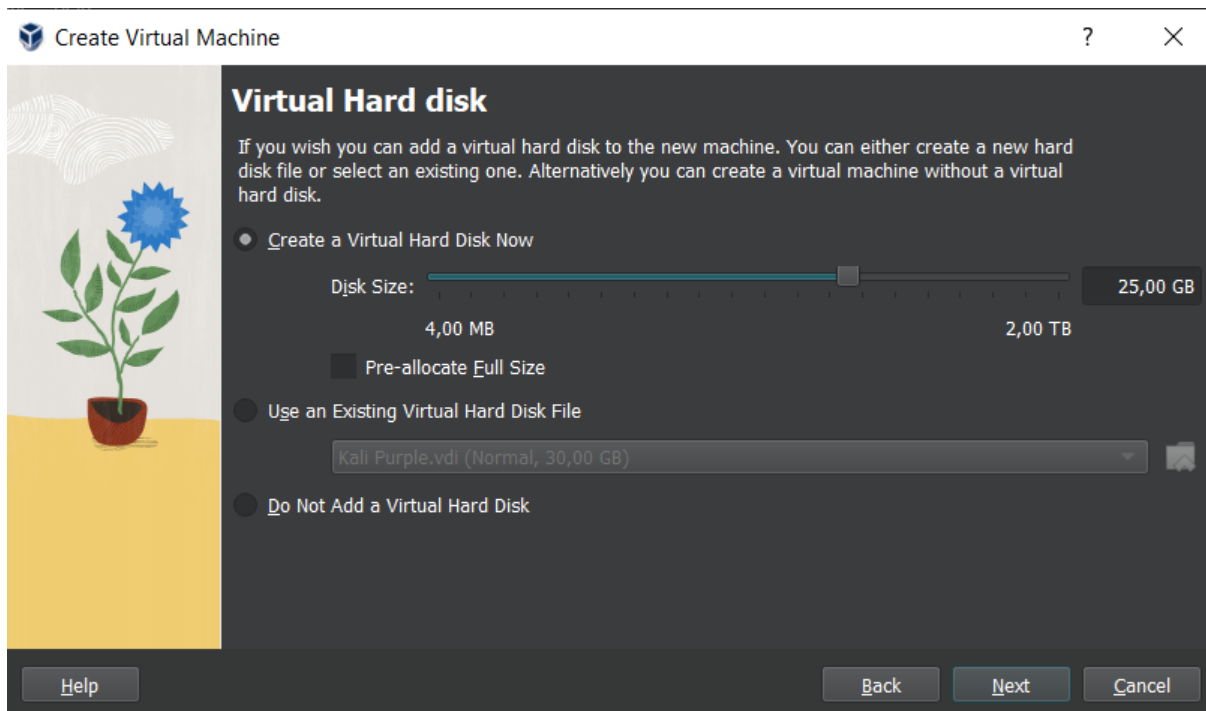 Create Virtual Machine
?
Virtual Hard disk
If you wish you can add a virtual hard disk to the new machine. You can either create a new hard
disk file or select an existing one. Alternatively you can create a virtual machine without a virtual
hard disk.
Create a Virtual Hard Disk Now
Disk Size:
25,00 GB
4,00 MB
2,00 TB
Pre-allocate Full Size
Use an Existing Virtual Hard Disk File
Kali Purple.vdi (Normal, 30,00 GB)
Do Not Add a Virtual Hard Disk
Help
Back
Next
Cancel